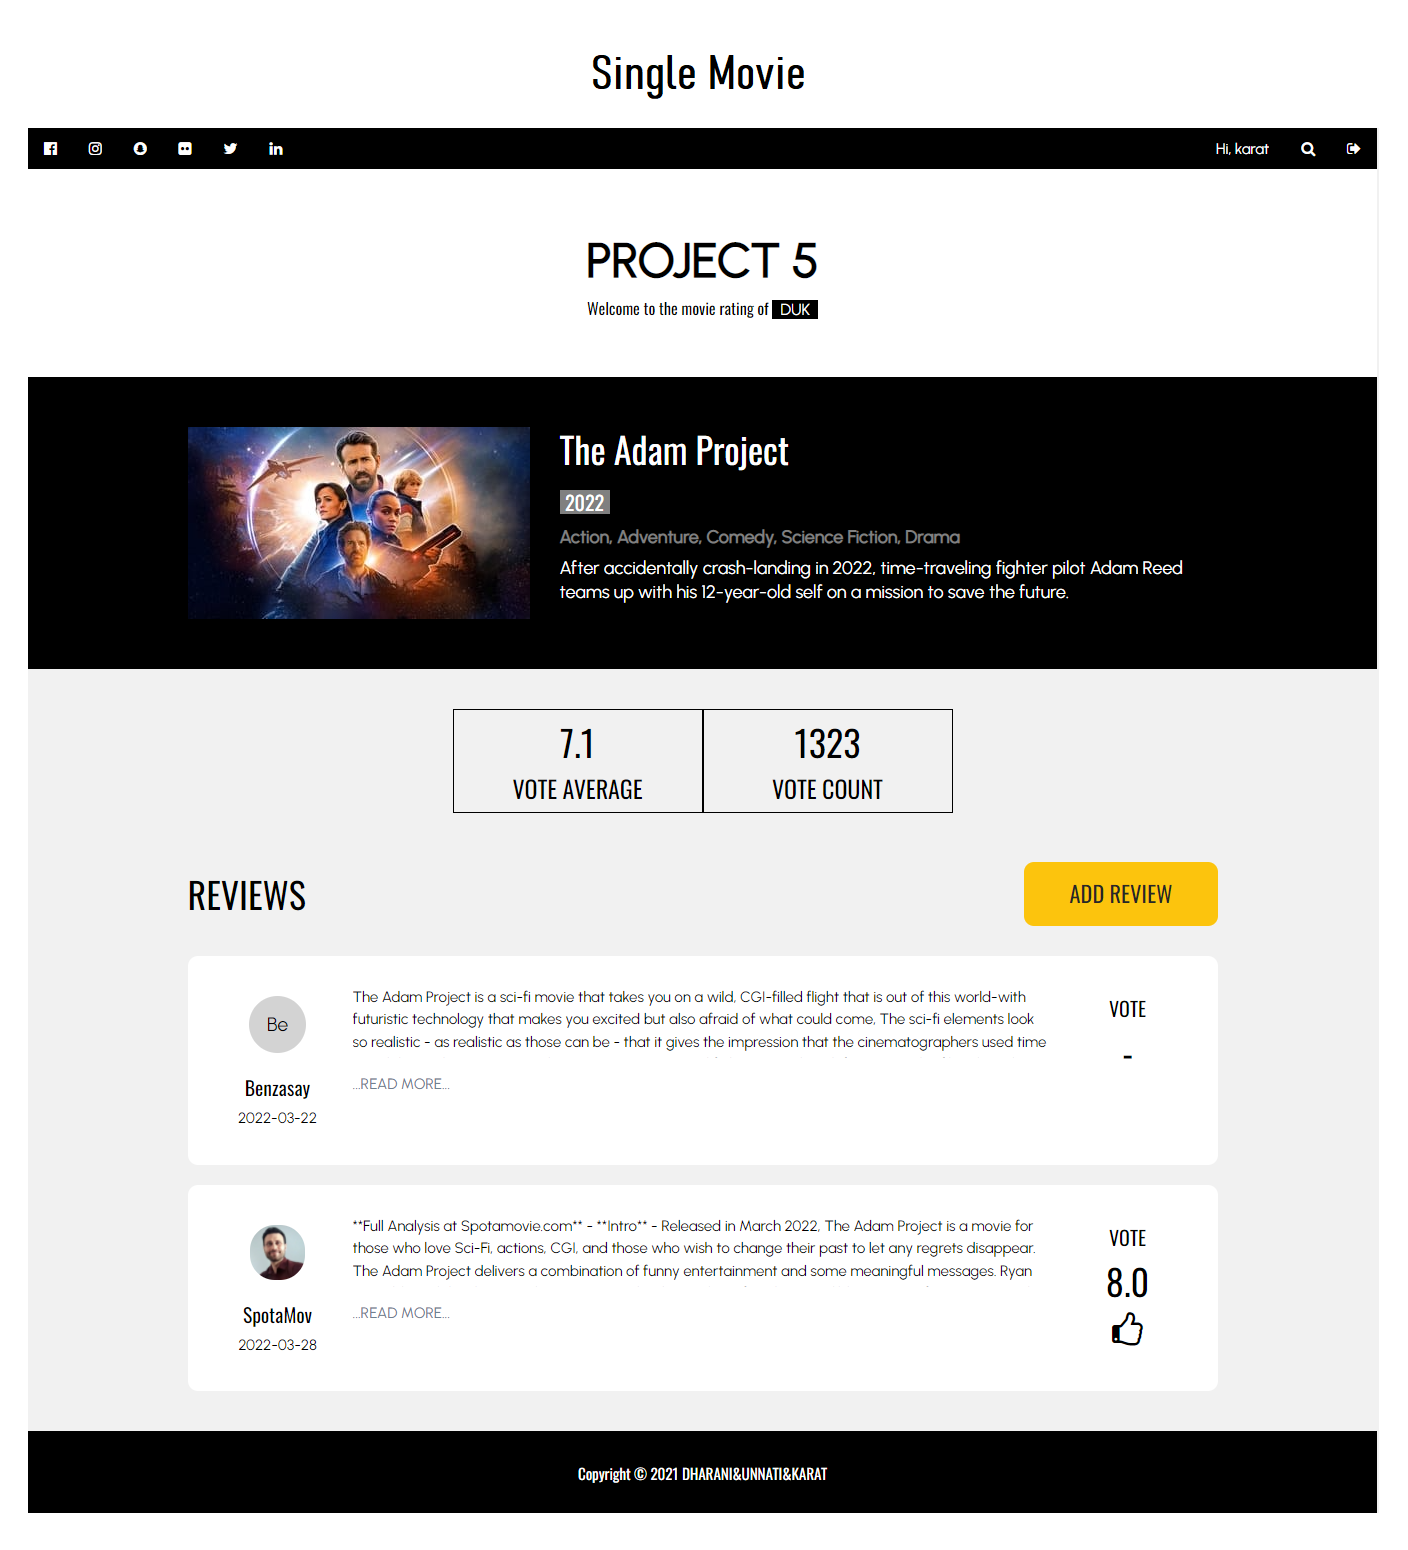 Single Movie
Hi, karat
PROJECT 5
Welcome to the movie rating of DUK
The Adam Project
2022
Action, Adventure, Comedy, Science Fiction, Drama
After accidentally crash-landing in 2022, time-traveling fighter pilot Adam Reed
teams up with his 12-year-old self on a mission to save the future.
7.1
VOTE AVERAGE
1323
VOTE COUNT
REVIEWS
ADD REVIEW
Be
Benzasay
2022-03-22
The Adam Project is a sci-fi movie that takes you on a wild, CGI-filled flight that is out of this world-with
futuristic technology that makes you excited but also afraid of what could come, The sci-fi elements look
so realistic - as realistic as those can be - that it gives the impression that the cinematographers used time
...READ MORE...
VOTE
-
SpotaMov
2022-03-28
**Full Analysis at Spotamovie.com** - **Intro** - Released in March 2022, The Adam Project is a movie for
those who love Sci-Fi, actions, CGI, and those who wish to change their past to let any regrets disappear.
The Adam Project delivers a combination of funny entertainment and some meaningful messages. Ryan
...READ MORE...
VOTE
8.0
Copyright © 2021 DHARANI&UNNATI&KARAT